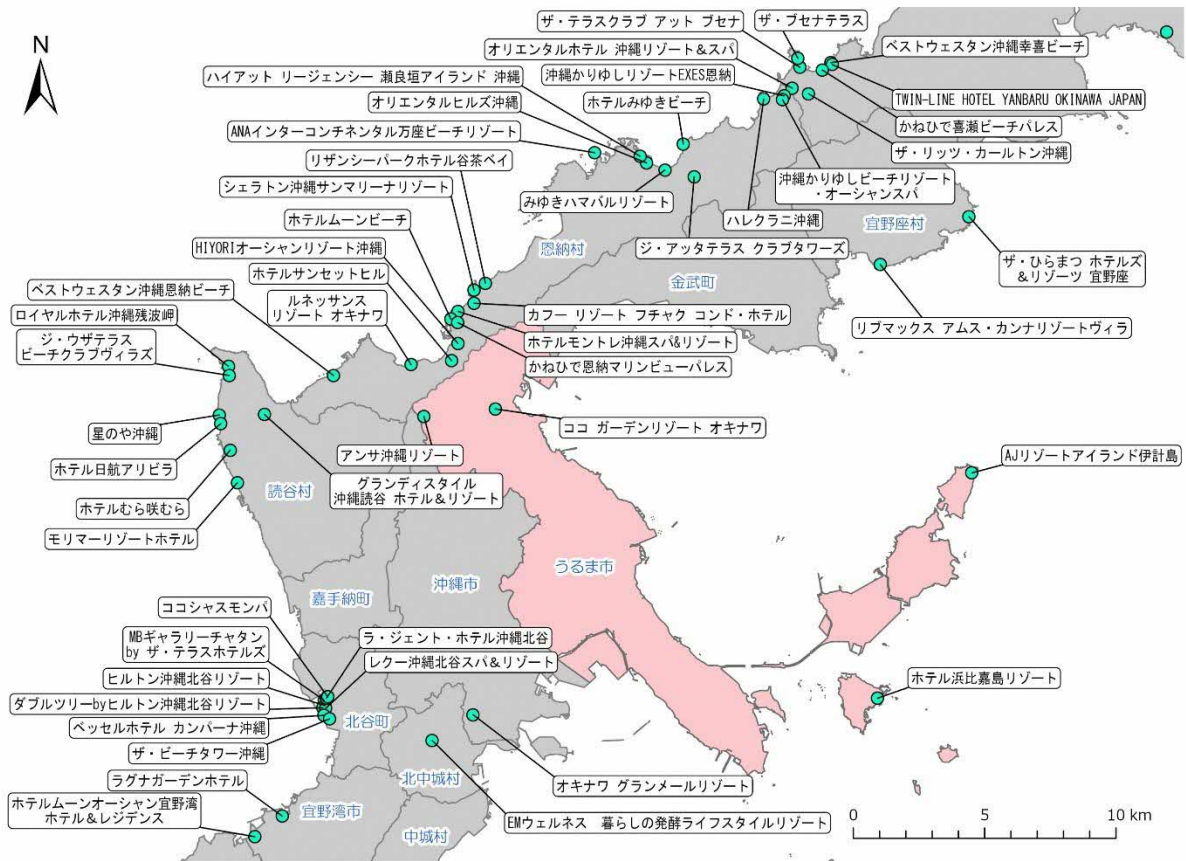 N
ザ・テラスクラブ アット ブセナ
ザ・ブセナテラス
オリエンタルホテル 沖縄リゾート＆スパ
ベストウェスタン沖縄幸喜ビーチ
ハイアット リージェンシー 瀬良垣アイランド 沖縄
沖縄かりゆしリゾートEXES恩納
TWIN-LINE HOTEL YANBARU OKINAWA JAPAN
オリエンタルヒルズ沖縄
ホテルみゆきビーチ
かねひで喜瀬ビーチパレス
ANAインターコンチネンタル万座ビーチリゾート
ザ・リッツ・カールトン沖縄
リザンシーパークホテル谷茶ベイ
沖縄かりゆしビーチリゾート
・オーシャンスパ
シェラトン沖縄サンマリーナリゾート
みゆきハマバルリゾート
ハレクラニ沖縄
宜野座村
ホテルムーンビーチ
恩納村
ジ・アッタテラス クラブタワーズ
HIYORIオーシャンリゾート沖縄
ザ・ひらまつ ホテルズ
＆リゾーツ 宜野座
ホテルサンセットヒル
金武町
ベストウェスタン沖縄恩納ビーチ
ルネッサンス
リゾート オキナワ
カフー リゾート フチャク コンド・ホテル
リブマックス アムス・カンナリゾートヴィラ
ロイヤルホテル沖縄残波岬
ホテルモントレ沖縄スパ&リゾート
ジ・ウザテラス
ビーチクラブヴィラズ
かねひで恩納マリンビューパレス
星のや沖縄
アンサ沖縄リゾート
ココ ガーデンリゾート オキナワ
ホテル日航アリビラ
グランディスタイル
沖縄読谷 ホテル＆リゾート
AJリゾートアイランド伊計島
読谷村
ホテルむら咲むら
モリマーリゾートホテル
うるま市
沖縄市
嘉手納町
ココシャスモンパ
MBギャラリーチャタン
by ザ・テラスホテルズ
ラ・ジェント・ホテル沖縄北谷
レクー沖縄北谷スパ＆リゾート
ヒルトン沖縄北谷リゾート
ホテル浜比嘉島リゾート
ダブルツリーbyヒルトン沖縄北谷リゾート
ベッセルホテル カンパーナ沖縄
北谷町
ザ・ビーチタワー沖縄
北中城村
オキナワ グランメールリゾート
ラグナガーデンホテル
ホテルムーンオーシャン宜野湾
ホテル＆レジデンス
宜野湾市
EMウェルネス 暮らしの発酵ライフスタイルリゾート
中城村
0 5 10 km